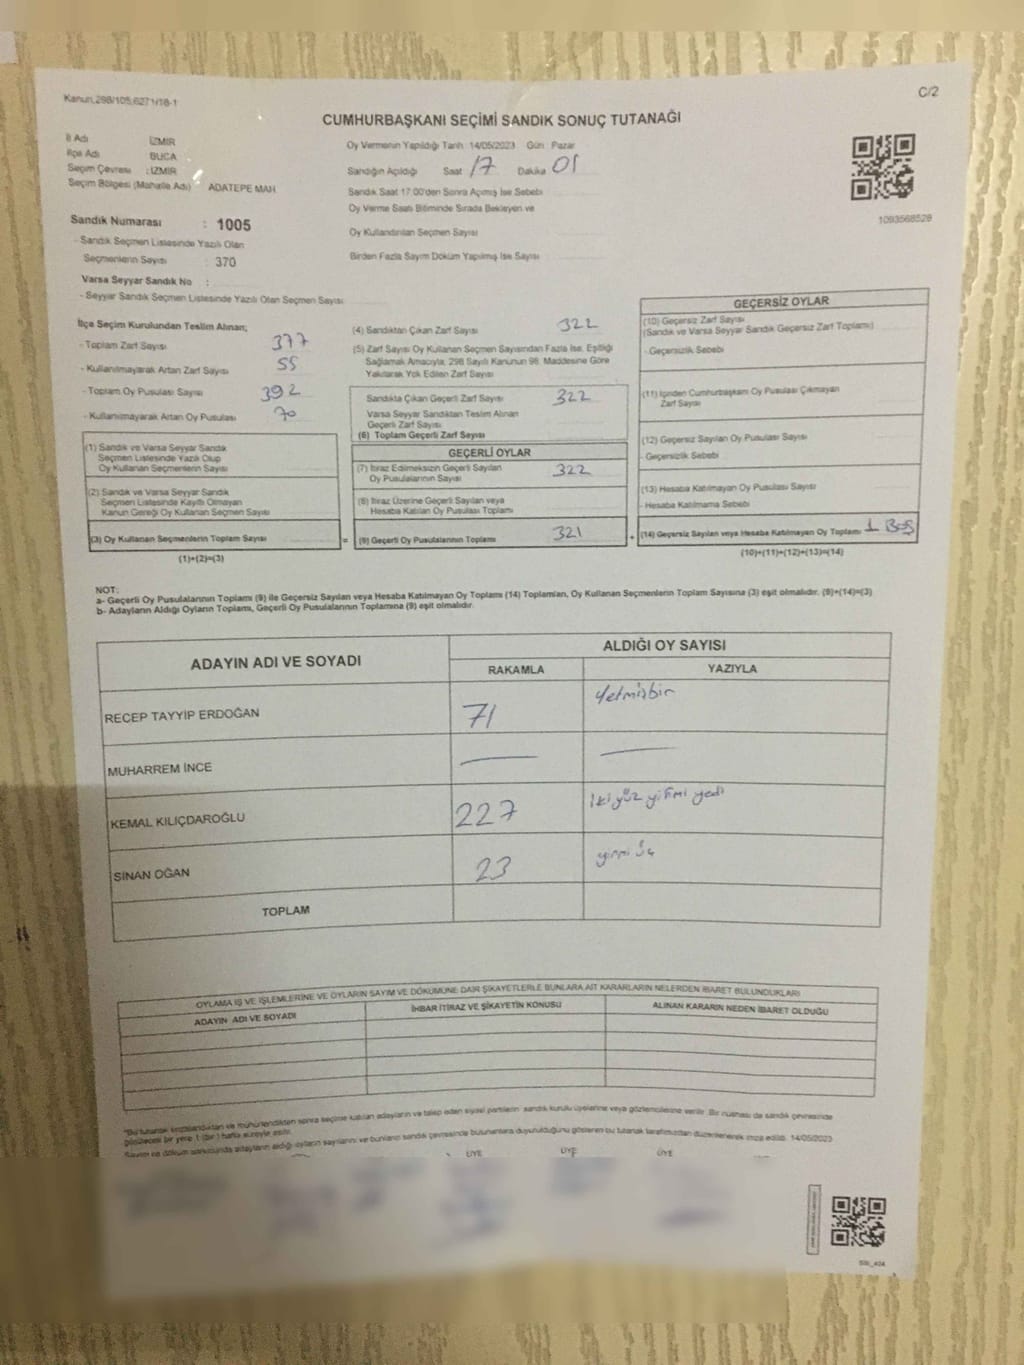 Kanun,298/105,6271/18-1
C/2
CUMHURBAŞKANI SEÇİMİ SANDIK SONUÇ TUTANAĞI
İl Adı İZMİR
İlçe Adı BUCA
Seçim Çevresi : İZMİR
Seçim Bölgesi (Mahalle Adı) ADATEPE MAH
Oy Vermenin Yapıldığı Tarih 14/05/2023 Gün Pazar
Sandığın Açıldığı Saat 17 Dakika 01
Sandık Saat 17.00'den Sonra Açımış İse Sebebi
Oy Verme Saati Bitiminde Sırada Bekleyen ve
Oy Kullandırılan Seçmen Sayısı
Birden Fazla Sayım Döküm Yapılmış İse Sayısı
1093568528
Sandık Numarası : 1005
- Sandık Seçmen Listesinde Yazılı Olan
Seçmenlerin Sayısı : 370
Varsa Seyyar Sandık No :
- Seyyar Sandık Seçmen Listesinde Yazılı Olan Seçmen Sayısı
İlçe Seçim Kurulundan Teslim Alınan;
- Toplam Zarf Sayısı 377
- Kullanılmayarak Artan Zarf Sayısı 55
- Toplam Oy Pusulası Sayısı 392
- Kullanılmayarak Artan Oy Pusulası 70
(1) Sandık ve Varsa Seyyar Sandık
Seçmen Listesinde Yazılı Olup
Oy Kullanan Seçmenlerin Sayısı
(2) Sandık ve Varsa Seyyar Sandık
Seçmen Listesinde Kayıtlı Olmayan
Kanun Gereği Oy Kullanan Seçmen Sayısı
(3) Oy Kullanan Seçmenlerin Toplam Sayısı
=
(1)+(2)=(3)
(4) Sandıktan Çıkan Zarf Sayısı 322
(5) Zarf Sayısı Oy Kullanan Seçmen Sayısından Fazla İse, Eşitliği
Sağlamak Amacıyla, 298 Sayılı Kanunun 98. Maddesine Göre
Yakılarak Yok Edilen Zarf Sayısı
Sandıkta Çıkan Geçerli Zarf Sayısı 322
Varsa Seyyar Sandıktan Teslim Alınan
Geçerli Zarf Sayısı
(6) Toplam Geçerli Zarf Sayısı
GEÇERLİ OYLAR
(7) İtiraz Edilmeksizin Geçerli Sayılan
Oy Pusulalarının Sayısı 322
(8) İtiraz Üzerine Geçerli Sayılan veya
Hesaba Katılan Oy Pusulası Toplamı
(9) Geçerli Oy Pusulalarının Toplamı 321
+
GEÇERSİZ OYLAR
(10) Geçersiz Zarf Sayısı
(Sandık ve Varsa Seyyar Sandık Geçersiz Zarf Toplamı)
- Geçersizlik Sebebi
(11) İçinden Cumhurbaşkanı Oy Pusulası Çıkmayan
Zarf Sayısı
(12) Geçersiz Sayılan Oy Pusulası Sayısı
- Geçersizlik Sebebi
(13) Hesaba Katılmayan Oy Pusulası Sayısı
- Hesaba Katılmama Sebebi
(14) Geçersiz Sayılan veya Hesaba Katılmayan Oy Toplamı 1 BOŞ
(10)+(11)+(12)+(13)=(14)
NOT:
a- Geçerli Oy Pusulalarının Toplamı (9) ile Geçersiz Sayılan veya Hesaba Katılmayan Oy Toplamı (14) Toplamları, Oy Kullanan Seçmenlerin Toplam Sayısına (3) eşit olmalıdır. (9)+(14)=(3)
b- Adayların Aldığı Oyların Toplamı, Geçerli Oy Pusulalarının Toplamına (9) eşit olmalıdır.
ADAYIN ADI VE SOYADI
ALDIĞI OY SAYISI
RAKAMLA YAZIYLA
RECEP TAYYİP ERDOĞAN 71 Yetmişbir
MUHARREM İNCE
KEMAL KILIÇDAROĞLU 227 İki yüz yirmi yedi
SİNAN OĞAN 23 yirmi üç
TOPLAM
OYLAMA İŞ VE İŞLEMLERİNE VE OYLARIN SAYIM VE DÖKÜMÜNE DAİR ŞİKAYETLERLE BUNLARA AİT KARARLARIN NELERDEN İBARET BULUNDUKLARI
ADAYIN ADI VE SOYADI
İHBAR İTİRAZ VE ŞİKAYETİN KONUSU
ALINAN KARARIN NEDEN İBARET OLDUĞU
ÜYE ÜYE ÜYE